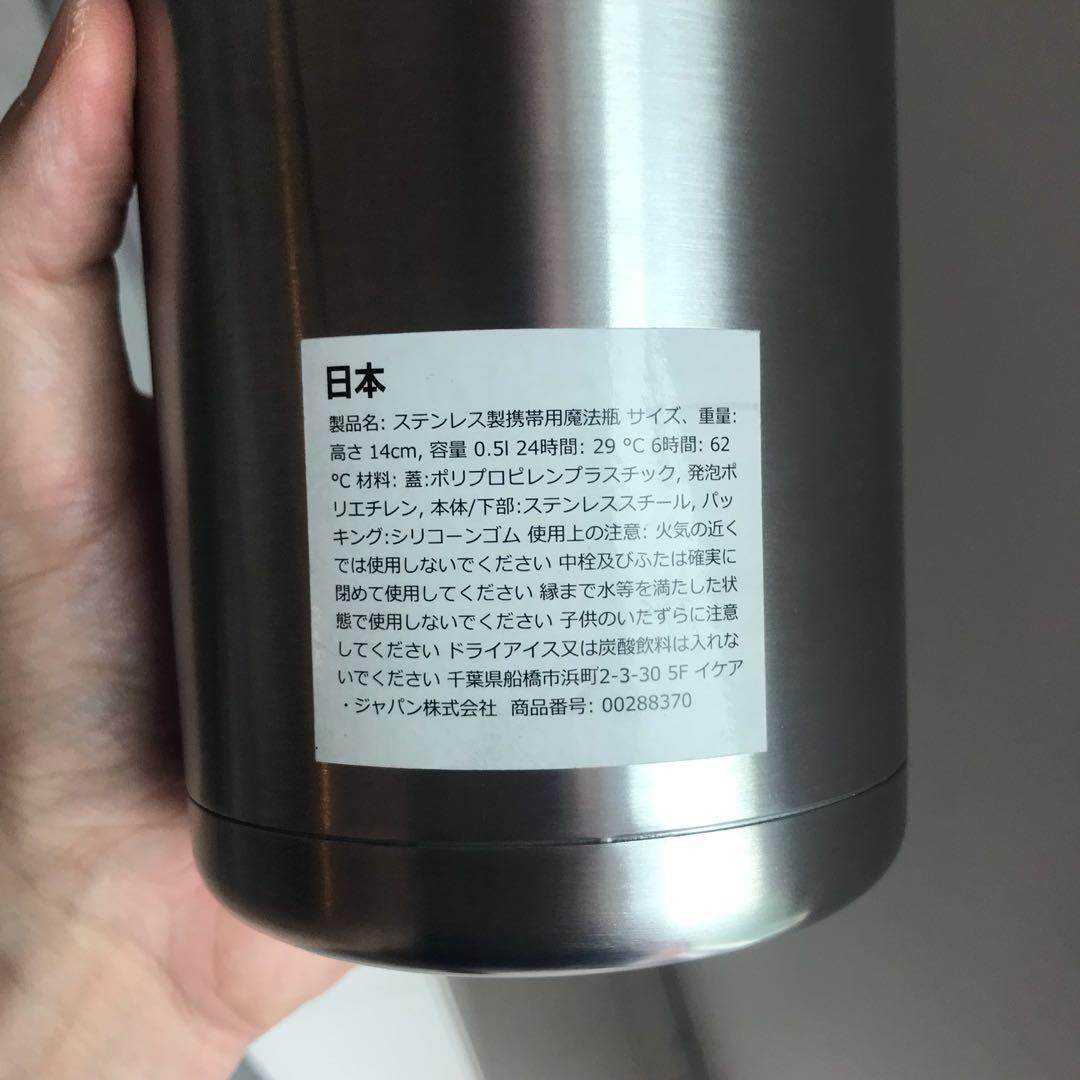 日本
製品名: ステンレス製携帯用魔法瓶 サイズ、重量:
高さ 14cm, 容量 0.5l 24時間: 29 °C 6時間: 62
°C 材料: 蓋:ポリプロピレンプラスチック, 発泡ポ
リエチレン, 本体/下部:ステンレススチール, パッ
キング:シリコーンゴム 使用上の注意: 火気の近く
では使用しないでください 中栓及びふたは確実に
閉めて使用してください 縁まで水等を満たした状
態で使用しないでください 子供のいたずらに注意
してください ドライアイス又は炭酸飲料は入れな
いでください 千葉県船橋市浜町2-3-30 5F イケア
・ジャパン株式会社 商品番号: 00288370